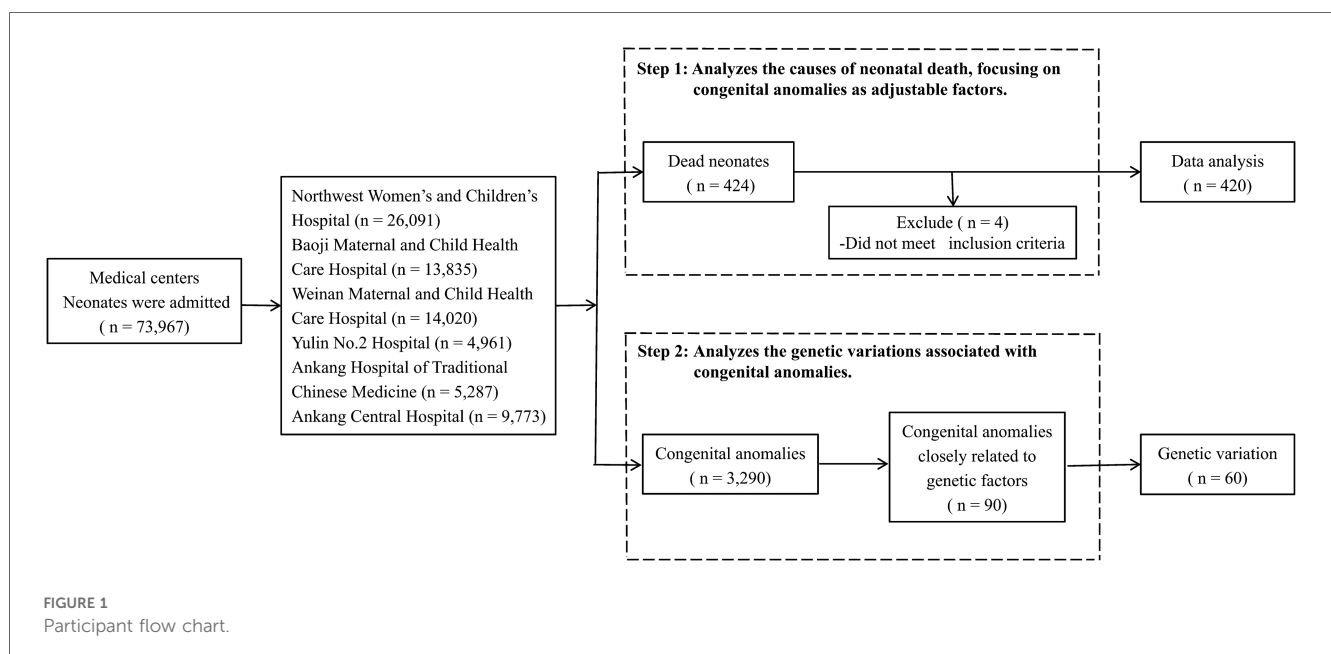 Medical centers
Neonates were admitted
( n = 73,967)
Northwest Women's and Children's
Hospital (n = 26,091)
Baoji Maternal and Child Health
Care Hospital (n = 13,835)
Weinan Maternal and Child Health
Care Hospital (n = 14,020)
Yulin No.2 Hospital (n = 4,961)
Ankang Hospital of Traditional
Chinese Medicine (n = 5,287)
Ankang Central Hospital (n = 9,773)
Step 1: Analyzes the causes of neonatal death, focusing on
congenital anomalies as adjustable factors.
Dead neonates
( n = 424)
Exclude ( n = 4)
-Did not meet inclusion criteria
Data analysis
( n = 420)
Step 2: Analyzes the genetic variations associated with
congenital anomalies.
Congenital anomalies
( n = 3,290)
Congenital anomalies
closely related to
genetic factors
( n = 90)
Genetic variation
( n = 60)
FIGURE 1
Participant flow chart.